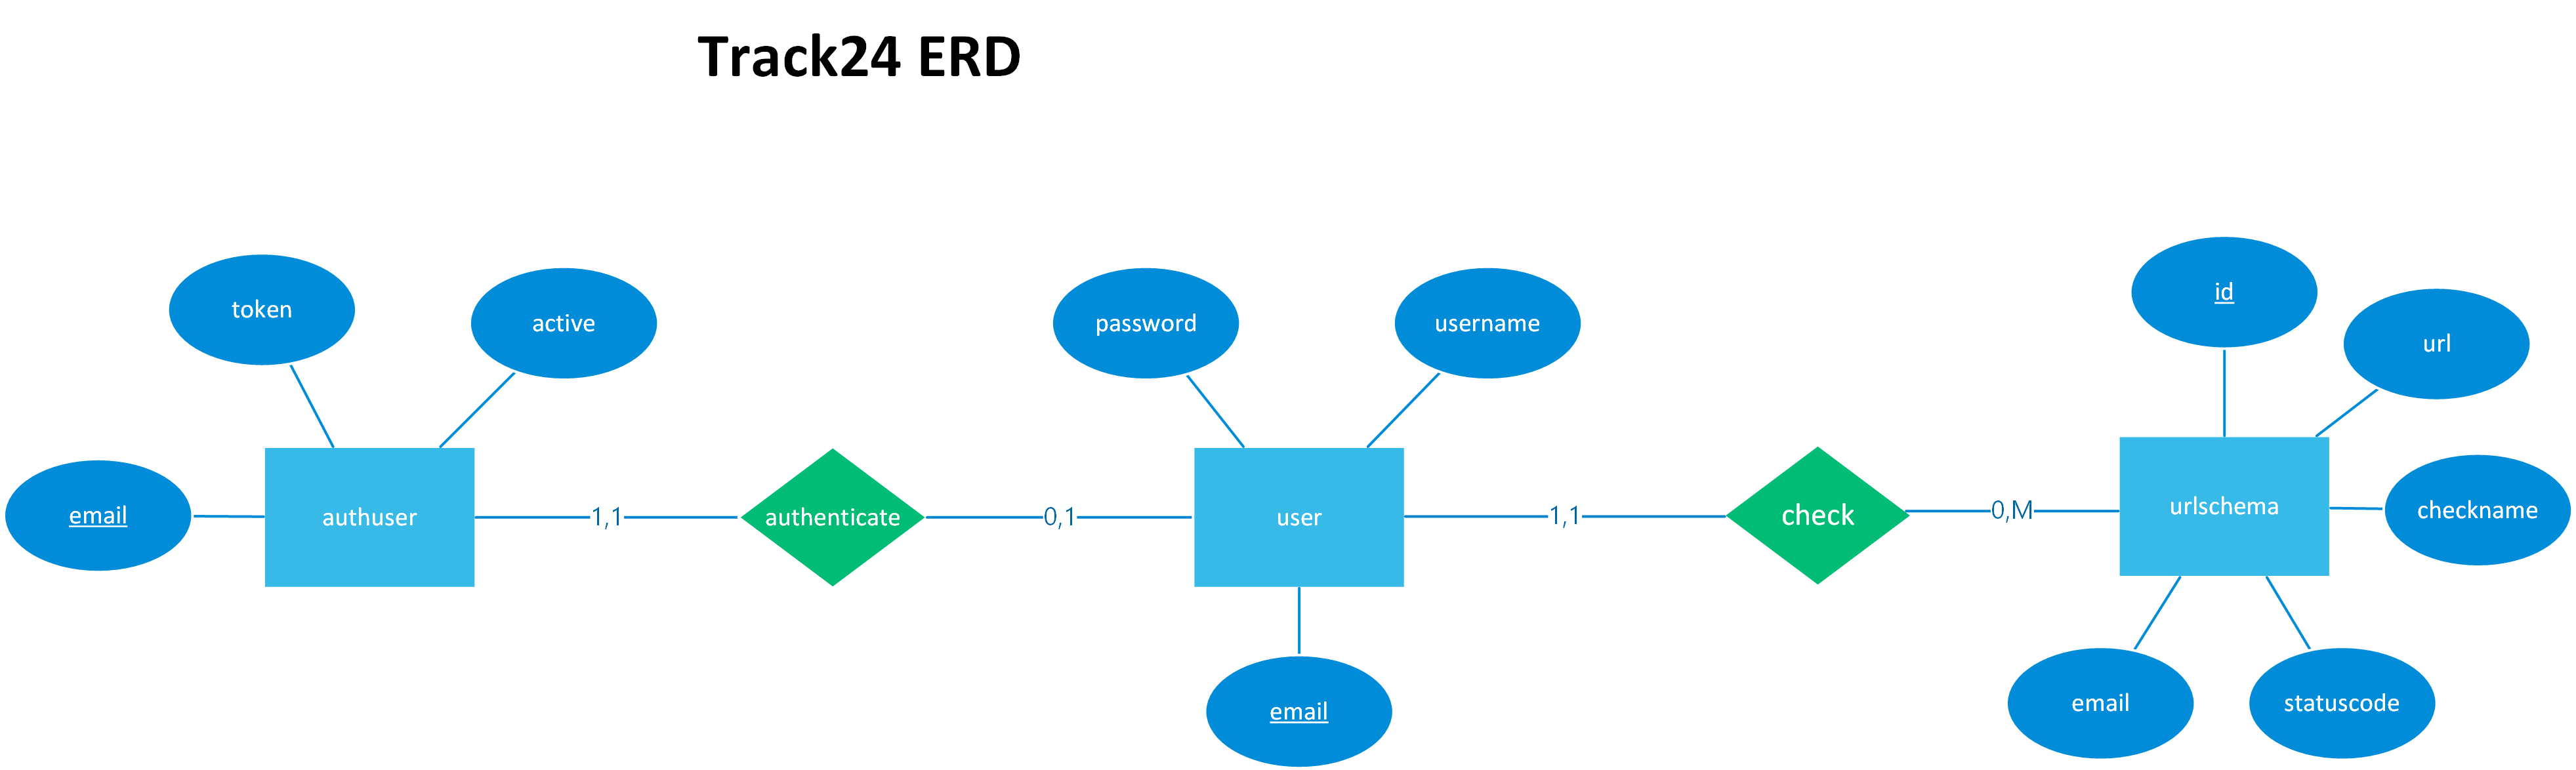 Track24 ERD
token
active
password
username
id
url
email
authuser
1,1
authenticate
0,1
user
1,1
check
0,M
urlschema
checkname
email
email
statuscode